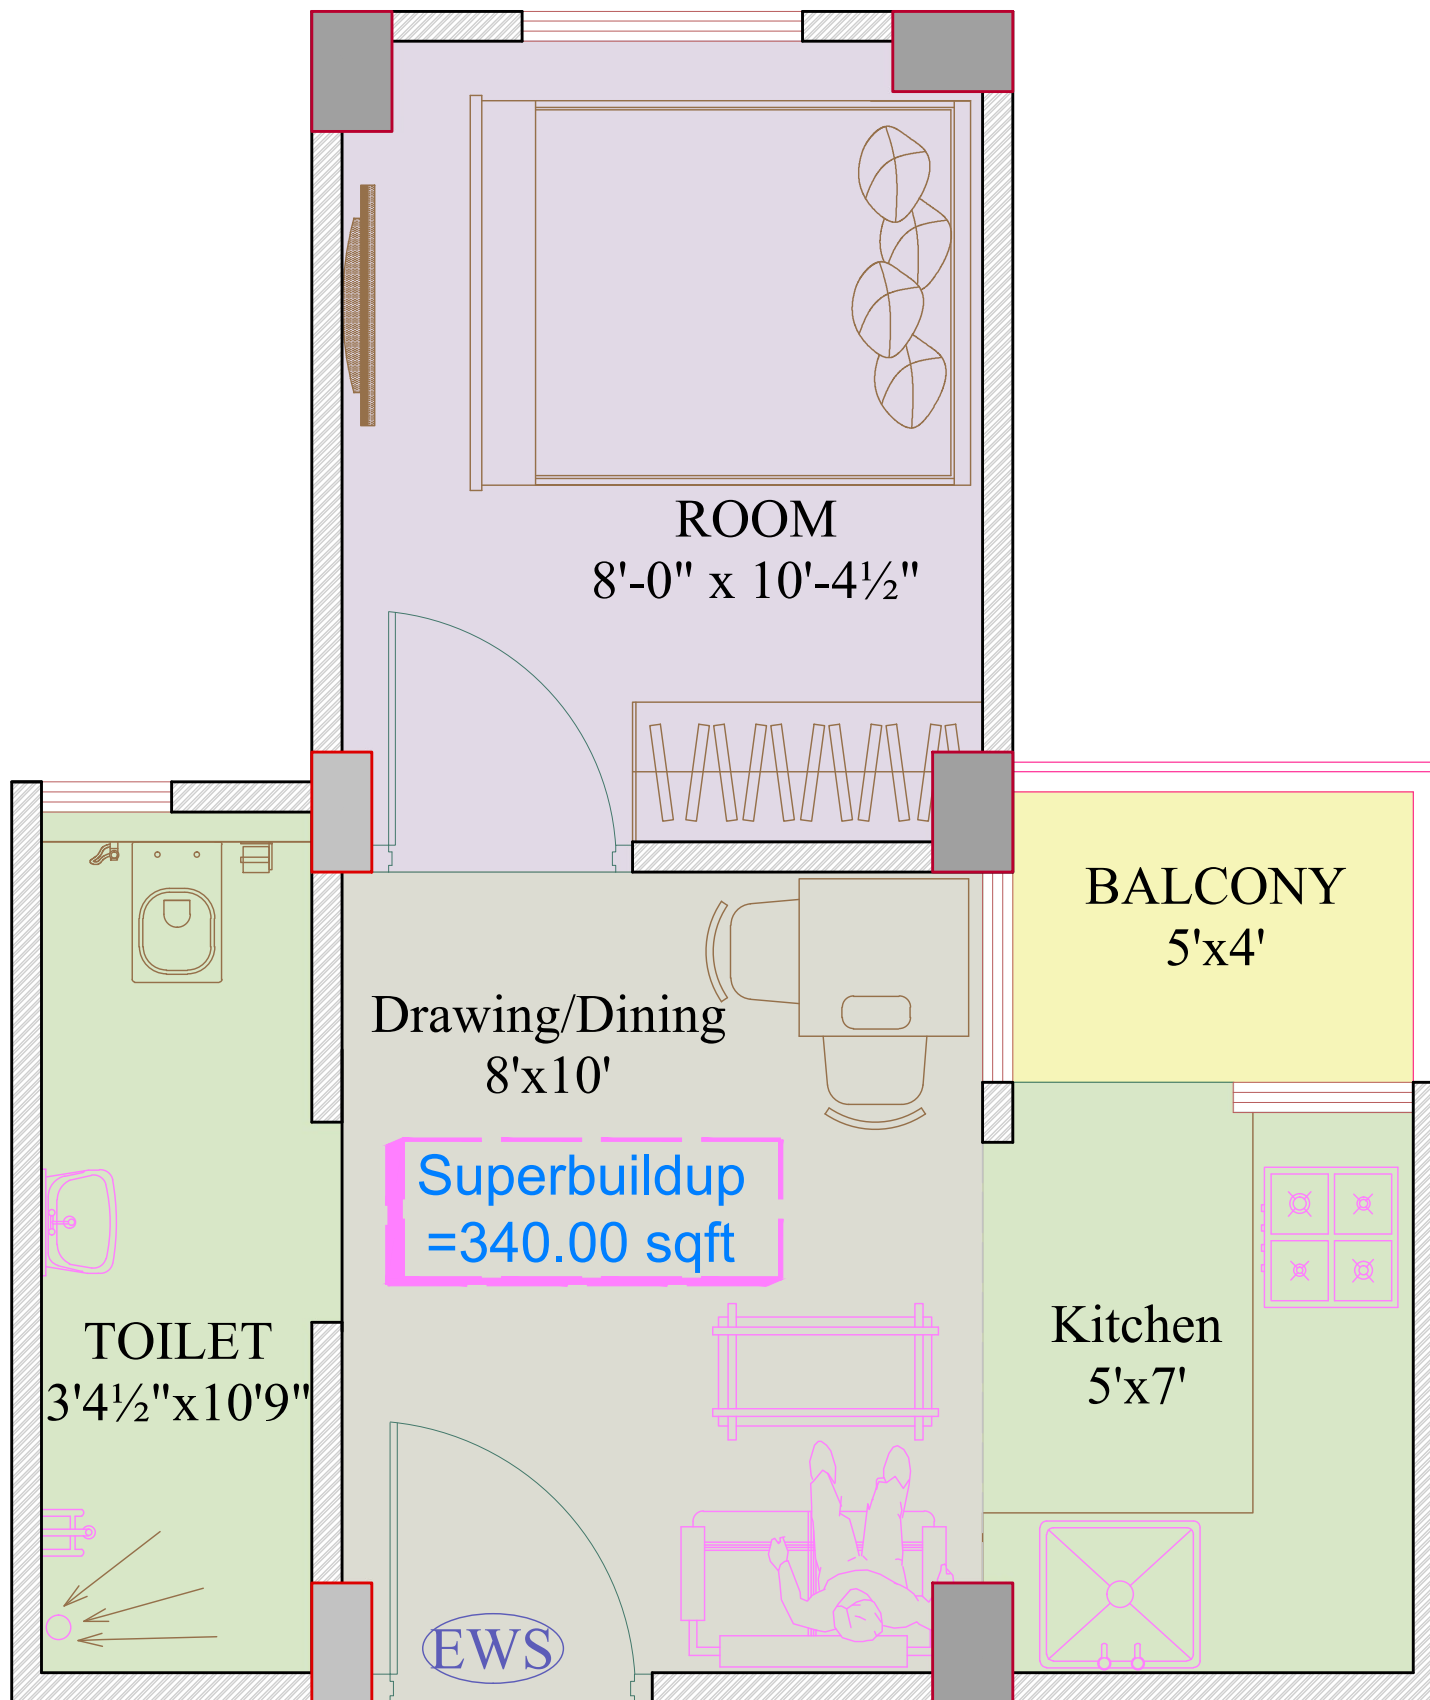 ROOM
8'-0" x 10'-4½"
BALCONY
5'x4'
Drawing/Dining
8'x10'
Superbuildup
=340.00 sqft
Kitchen
5'x7'
TOILET
3'4½"x10'9"
EWS